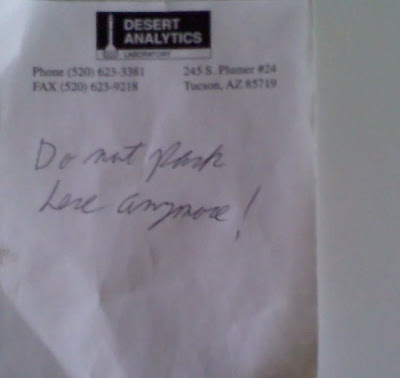 DESERT
ANALYTICS
LABORATORY
Phone (520) 623-3381 245 S. Plumer #24
FAX (520) 623-9218 Tucson, AZ 85719
Do not park
here anymore!